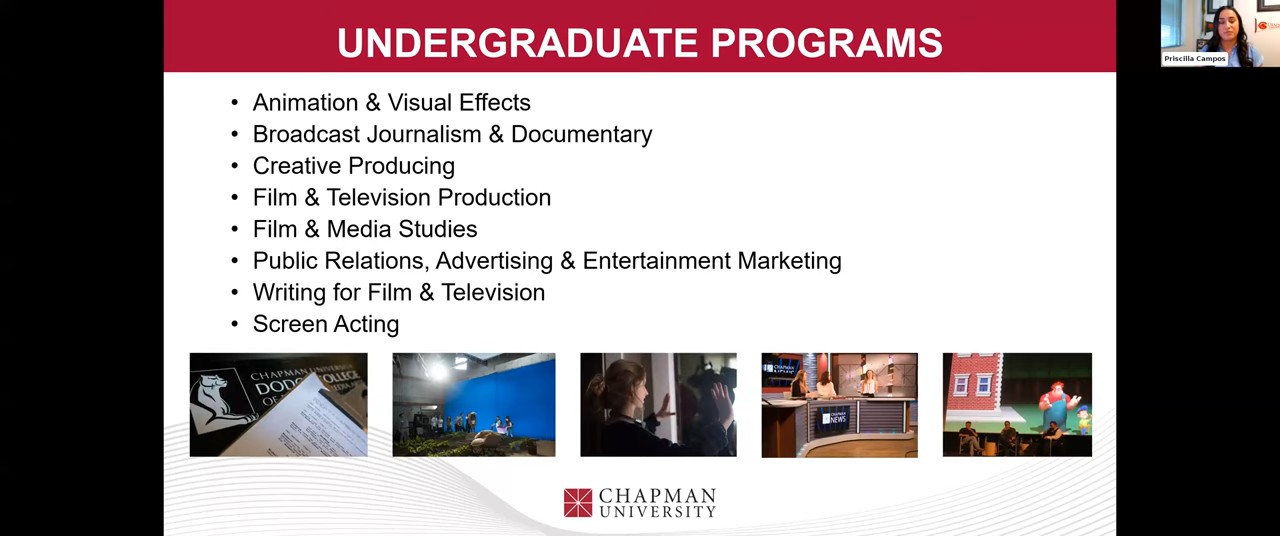 UNDERGRADUATE PROGRAMS
Priscilla Campos
• Animation & Visual Effects
• Broadcast Journalism & Documentary
• Creative Producing
• Film & Television Production
• Film & Media Studies
• Public Relations, Advertising & Entertainment Marketing
• Writing for Film & Television
• Screen Acting
CHAPMAN UNIVER
DODGE COLLEGE
CHAPMAN
NEWS
CHAPMAN
UNIVERSITY